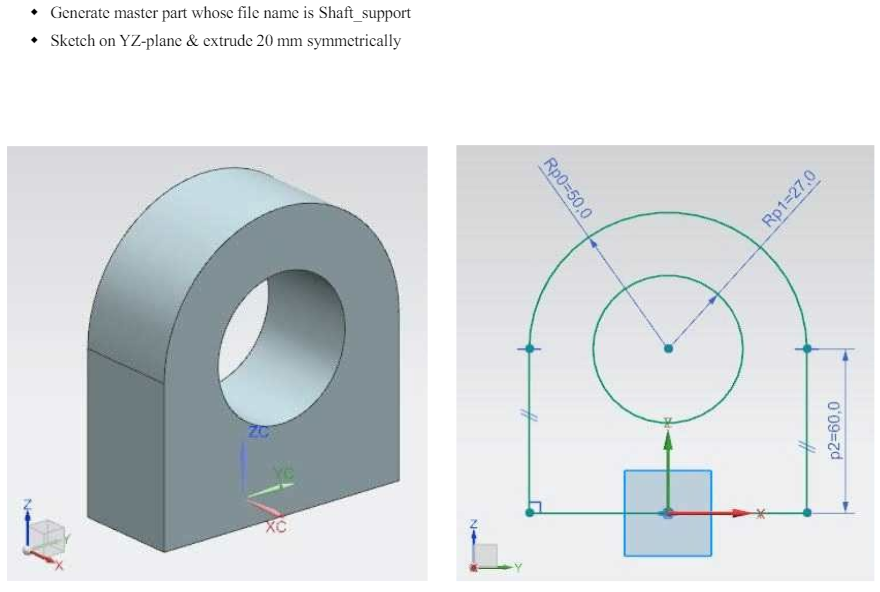 Generate master part whose file name is Shaft_support
Sketch on YZ-plane & extrude 20 mm symmetrically
Rp0=50,0
Rp1=27,0
ZC
YC
XC
Z
Y
X
p2=60,0
X
Z
Y